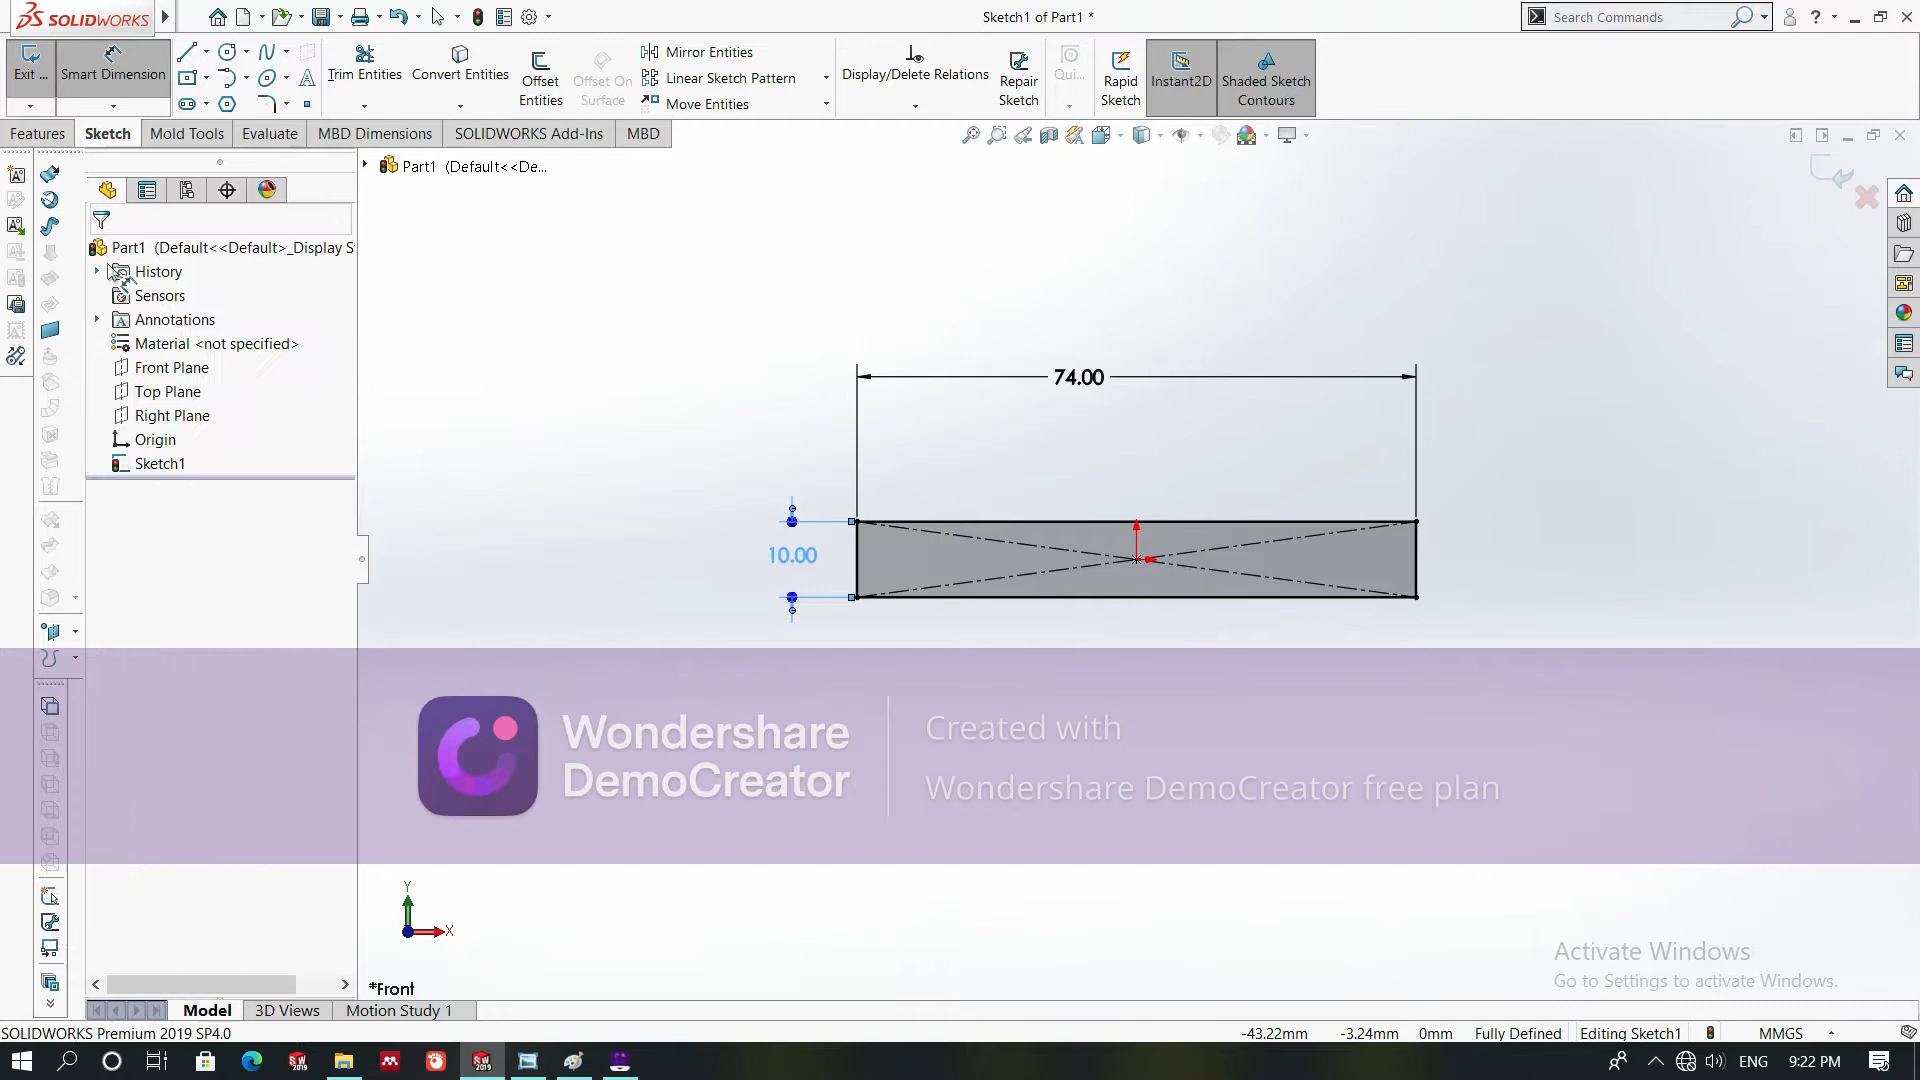 SOLIDWORKS
Sketch1 of Part1 *
Search Commands
Exit ...
Smart Dimension
Trim Entities
Convert Entities
Offset
Entities
Offset On
Surface
Mirror Entities
Linear Sketch Pattern
Move Entities
Display/Delete Relations
Repair
Sketch
Qui...
Rapid
Sketch
Instant2D
Shaded Sketch
Contours
Features
Sketch
Mold Tools
Evaluate
MBD Dimensions
SOLIDWORKS Add-Ins
MBD
Part1 (Default<<De...
Part1 (Default<<Default>_Display S
History
Sensors
Annotations
Material <not specified>
Front Plane
Top Plane
Right Plane
Origin
Sketch1
74.00
10.00
Wondershare
DemoCreator
Created with
Wondershare DemoCreator free plan
Y
X
*Front
Activate Windows
Go to Settings to activate Windows.
Model
3D Views
Motion Study 1
SOLIDWORKS Premium 2019 SP4.0
-43.22mm
-3.24mm
0mm
Fully Defined
Editing Sketch1
MMGS
ENG
9:22 PM